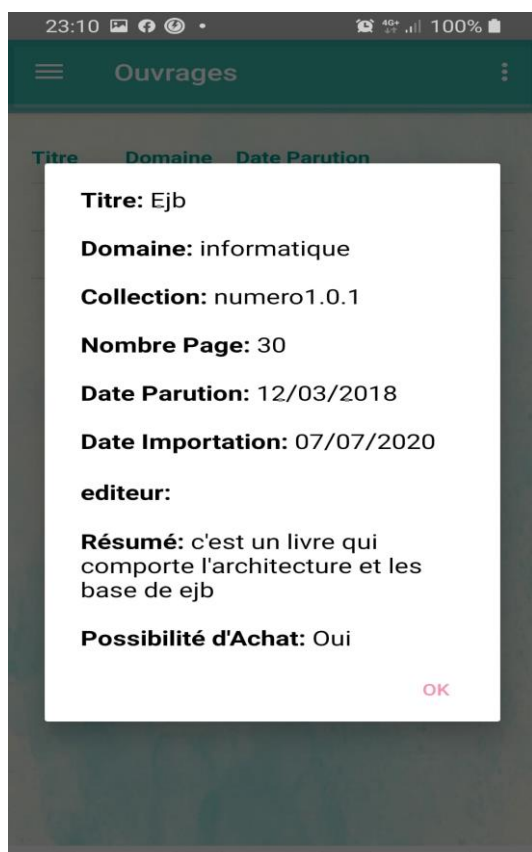 23:10 4G+ 100%
Ouvrages
Titre Domaine Date Parution
Titre: Ejb
Domaine: informatique
Collection: numero1.0.1
Nombre Page: 30
Date Parution: 12/03/2018
Date Importation: 07/07/2020
editeur:
Résumé: c'est un livre qui
comporte l'architecture et les
base de ejb
Possibilité d'Achat: Oui
OK